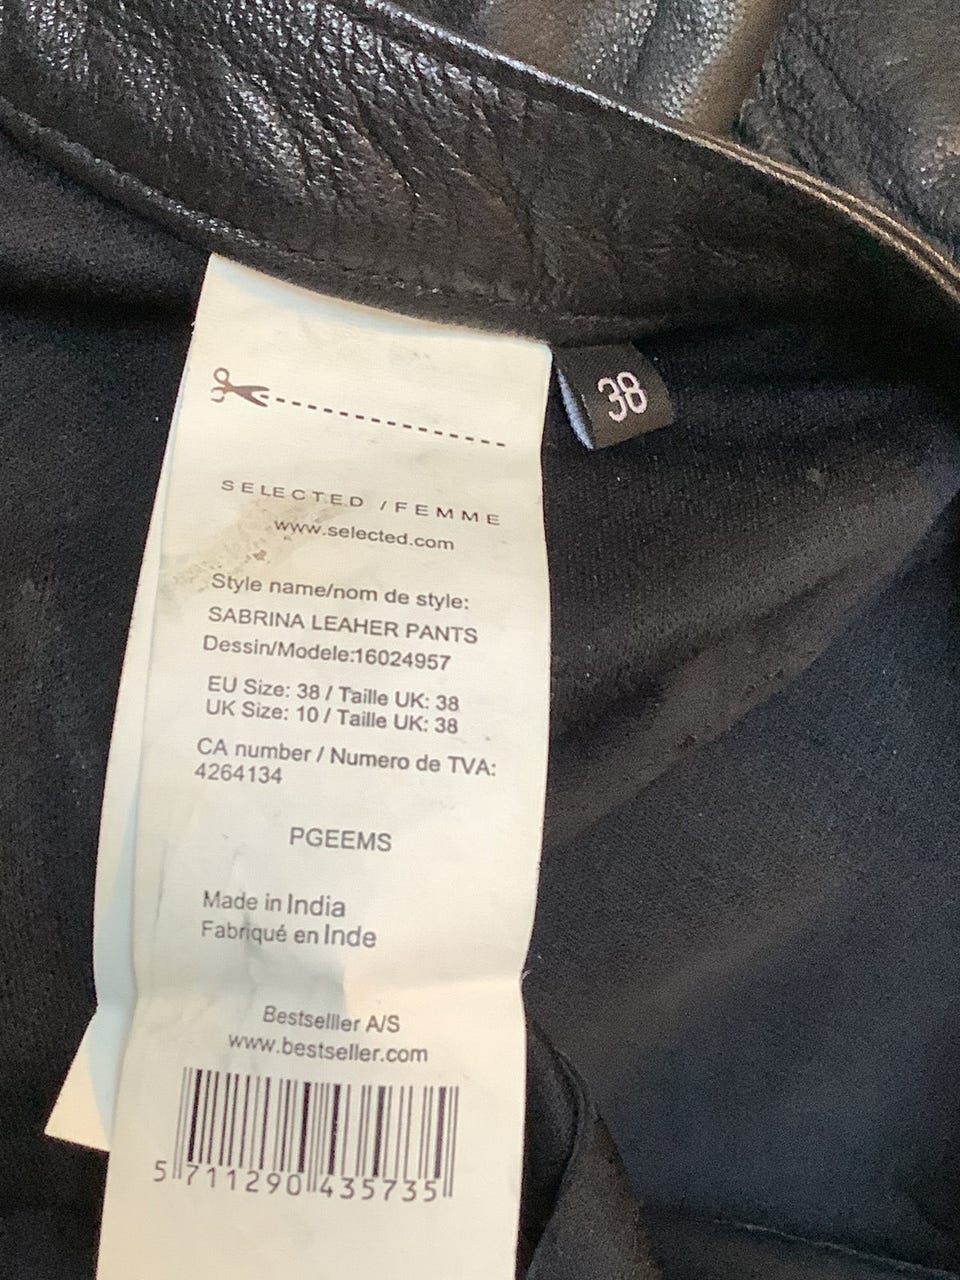 38
SELECTED / FEMME
www.selected.com
Style name/nom de style:
SABRINA LEAHER PANTS
Dessin/Modele:16024957
EU Size: 38 / Taille UK: 38
UK Size: 10 / Taille UK: 38
CA number / Numero de TVA:
4264134
PGEEMS
Made in India
Fabriqué en Inde
Bestselller A/S
www.bestseller.com
5 711290 435735